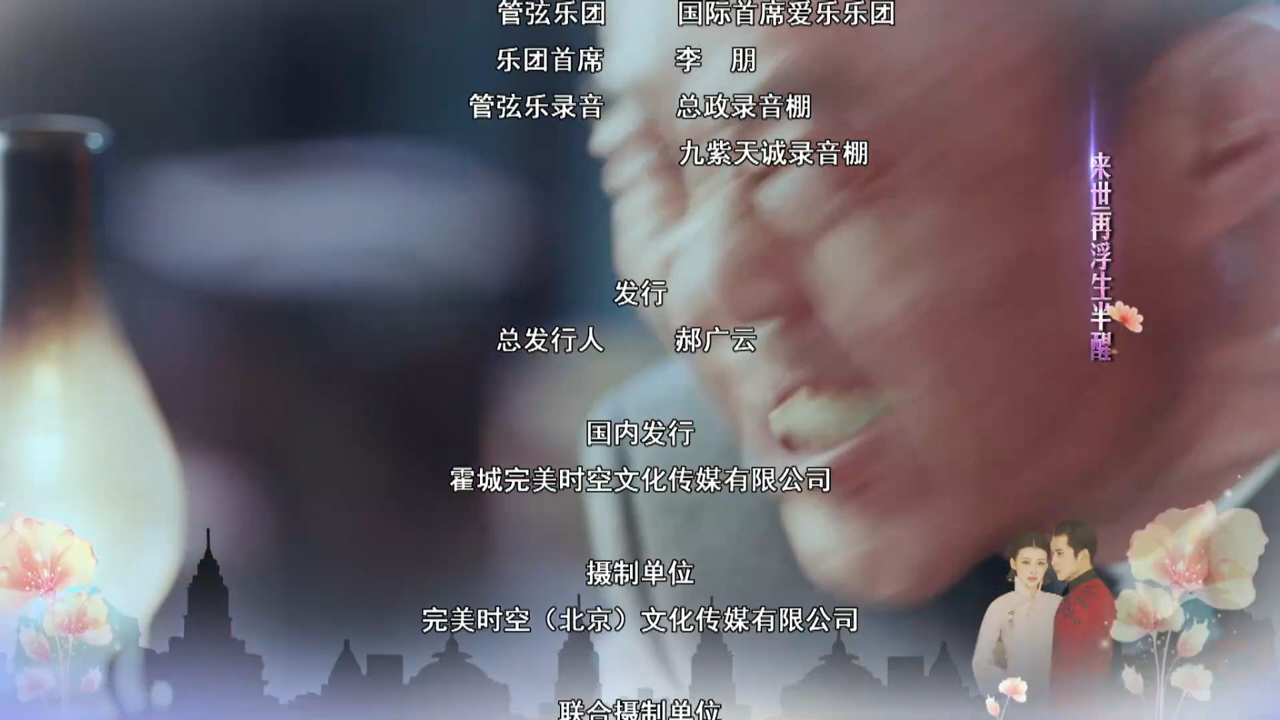 管弦乐团 国际首席爱乐乐团
乐团首席 李 朋
管弦乐录音 总政录音棚
九紫天诚录音棚
来世再浮生半醒
发行
总发行人 郝广云
国内发行
霍城完美时空文化传媒有限公司
摄制单位
完美时空（北京）文化传媒有限公司
联合摄制单位